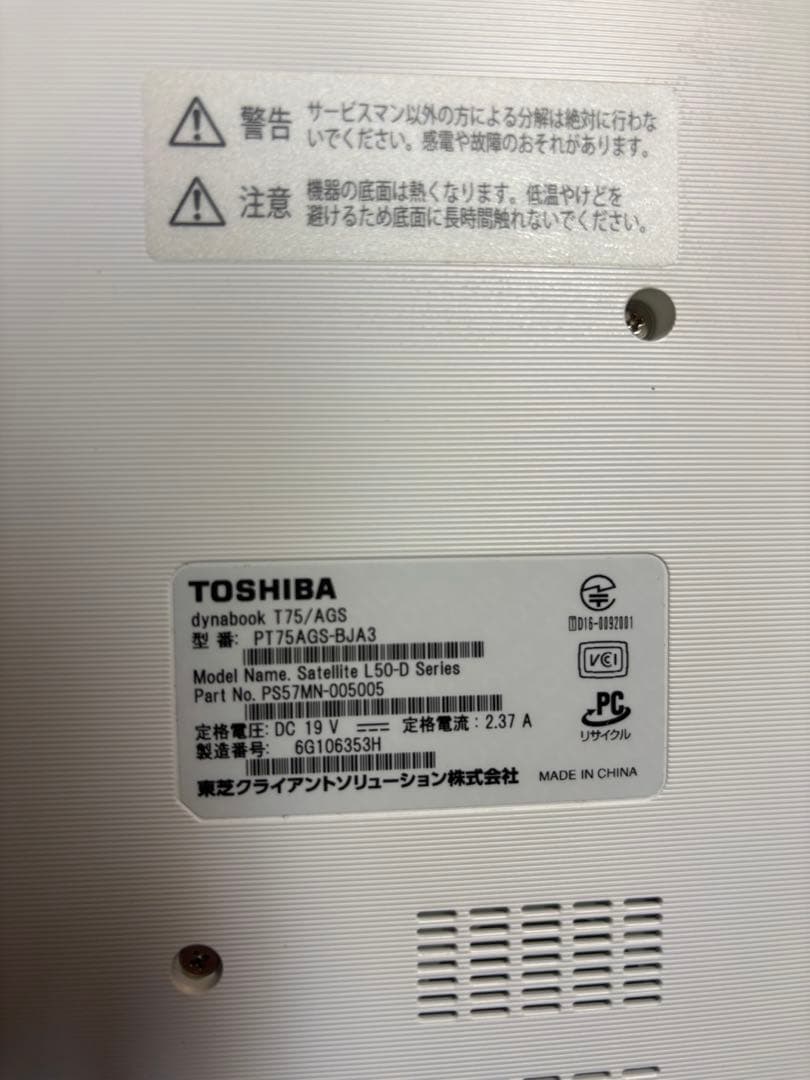 警告 サービスマン以外の方による分解は絶対に行わな
いでください。感電や故障のおそれがあります。
注意 機器の底面は熱くなります。低温やけどを
避けるため底面に長時間触れないでください。
TOSHIBA
dynabook T75/AGS
型 番: PT75AGS-BJA3
Model Name. Satellite L50-D Series
Part No. PS57MN-005005
定格電圧: DC 19 V 定格電流: 2.37 A
製造番号: 6G106353H
東芝クライアントソリューション株式会社 MADE IN CHINA
T D16-0092001
VCI
PC
リサイクル